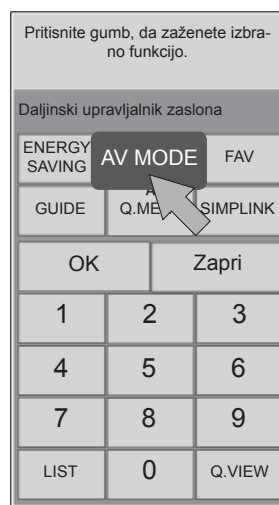 Pritisnite gumb, da zaženete izbra-
no funkcijo.
Daljinski upravljalnik zaslona
ENERGY
SAVING
AV MODE
FAV
GUIDE
SIMPLINK
OK
Zapri
1
2
3
4
5
6
7
8
9
LIST
0
Q.VIEW